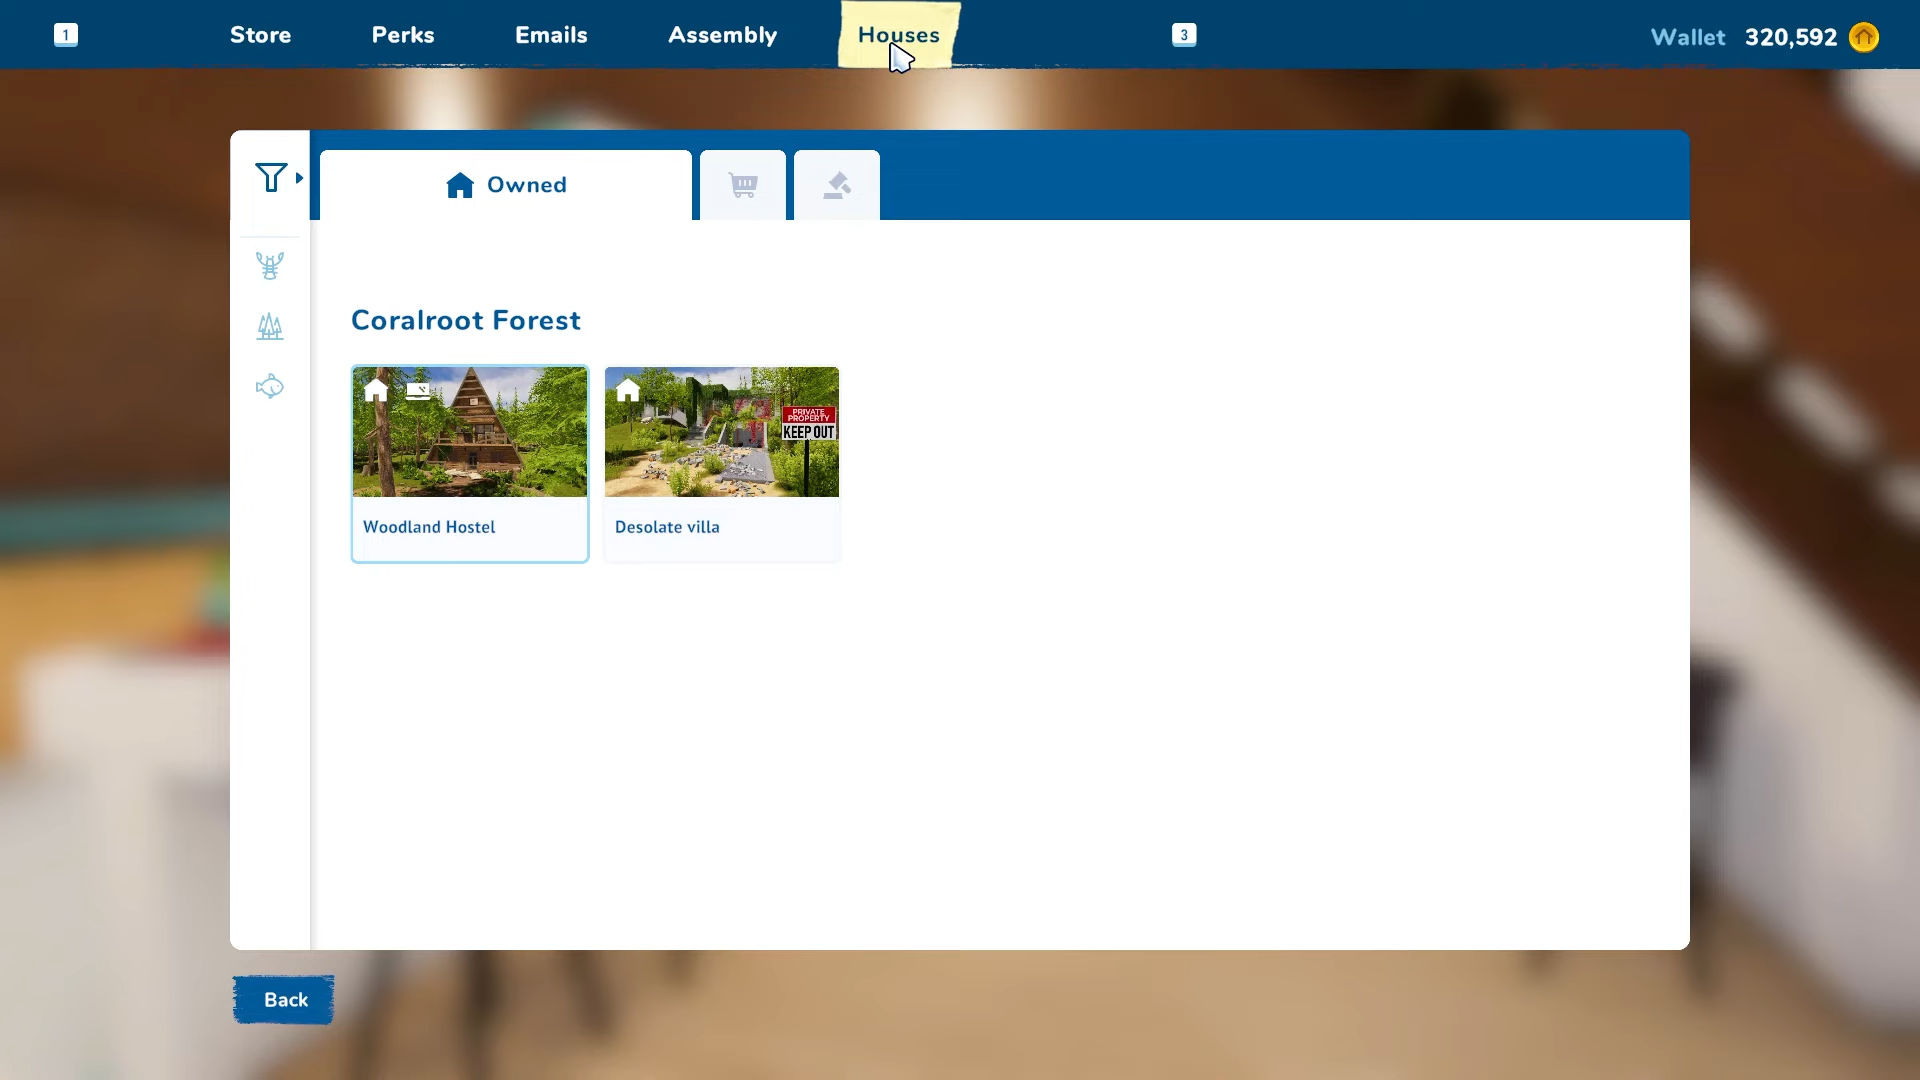 1
Store
Perks
Emails
Assembly
Houses
3
Wallet 320,592
Owned
Coralroot Forest
PRIVATE
PROPERTY
KEEP OUT
Woodland Hostel
Desolate villa
Back